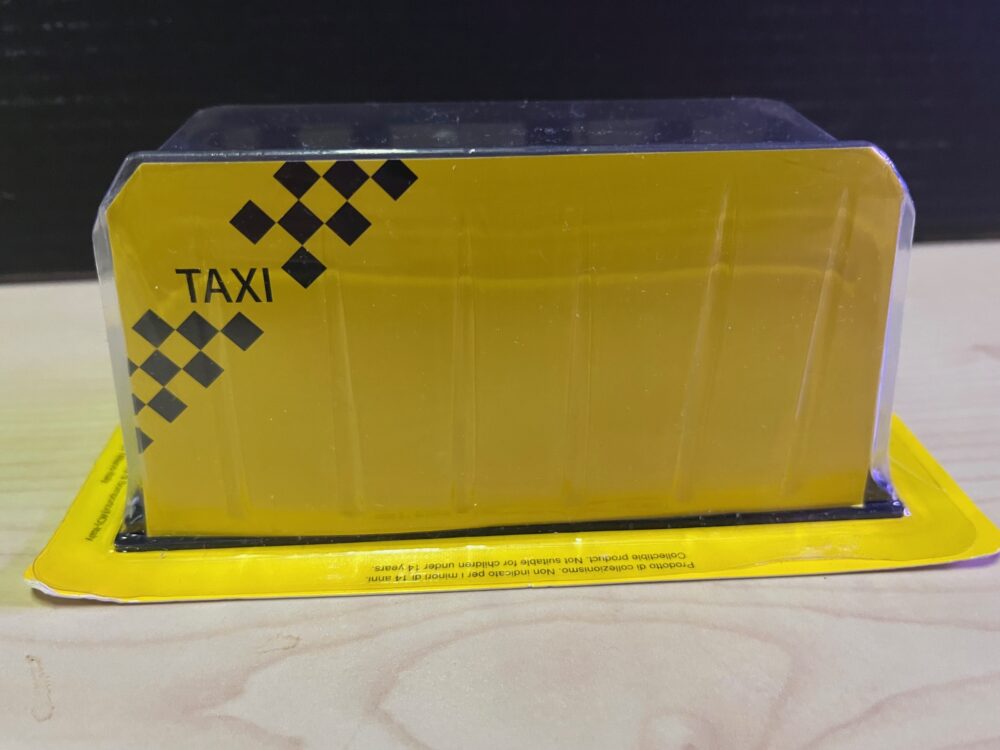 TAXI
Prodotto di collezionismo. Non indicato per i minori di 14 anni.
Collectible product. Not suitable for children under 14 years.